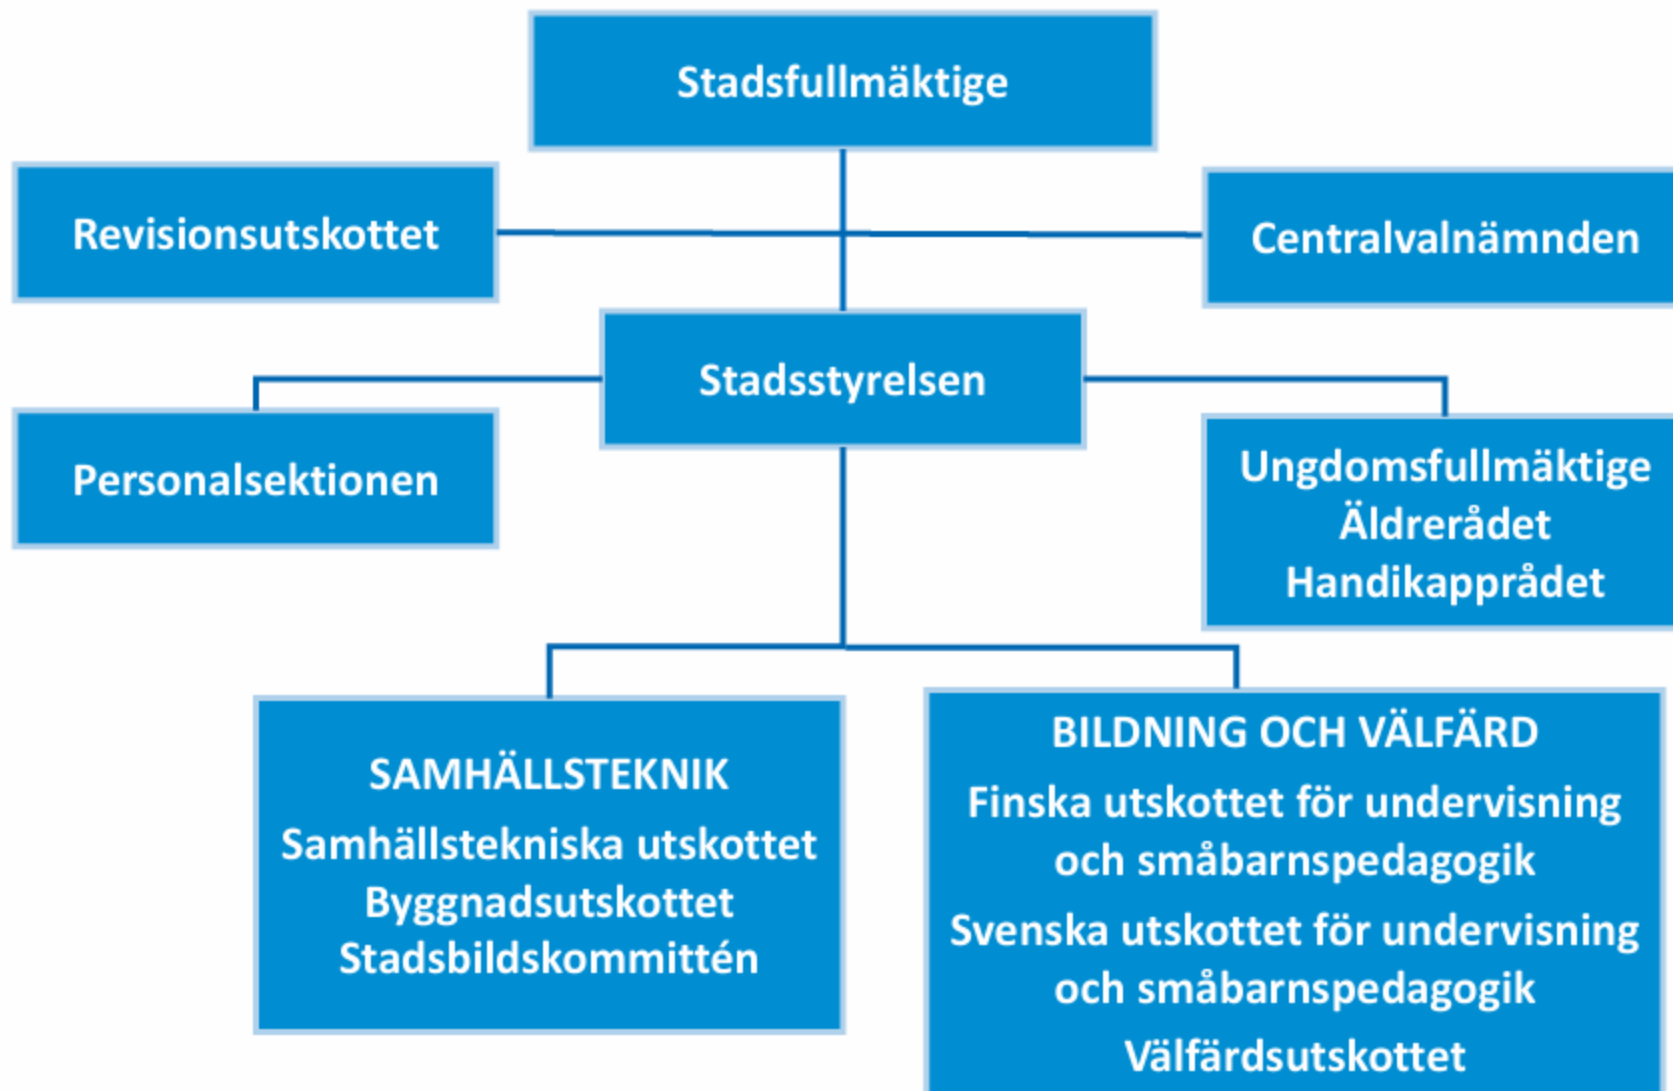 Stadsfullmäktige
Revisionsutskottet
Centralvalnämnden
Stadsstyrelsen
Personalsektionen
Ungdomsfullmäktige
Äldrerådet
Handikapprådet
SAMHÄLLSTEKNIK
Samhällstekniska utskottet
Byggnadsutskottet
Stadsbildskommittén
BILDNING OCH VÄLFÄRD
Finska utskottet för undervisning
och småbarnspedagogik
Svenska utskottet för undervisning
och småbarnspedagogik
Välfärdsutskottet